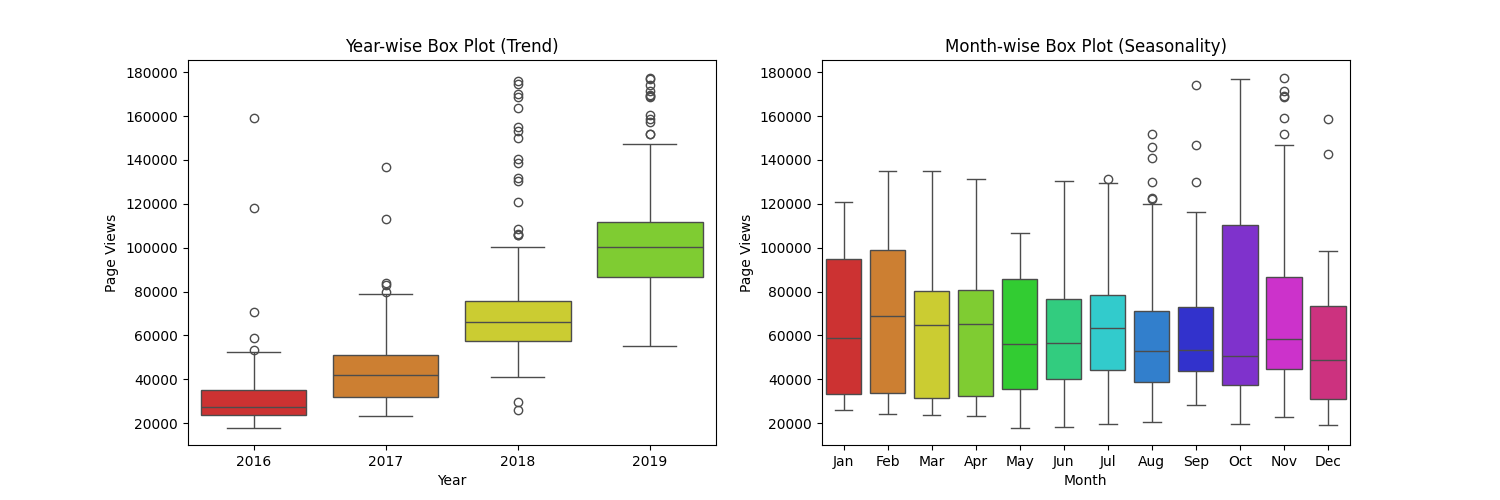 Year-wise Box Plot (Trend)
Page Views
180000
160000
140000
120000
100000
80000
60000
40000
20000
2016 2017 2018 2019
Year
Month-wise Box Plot (Seasonality)
Page Views
180000
160000
140000
120000
100000
80000
60000
40000
20000
Jan Feb Mar Apr May Jun Jul Aug Sep Oct Nov Dec
Month